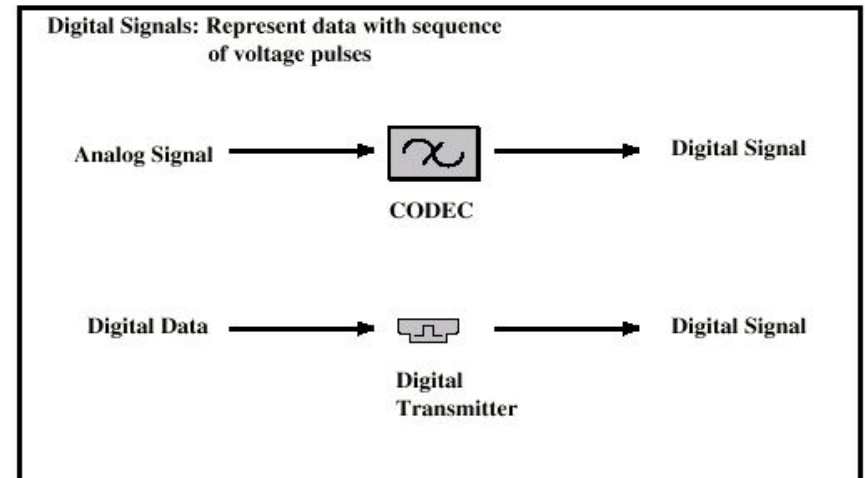 Digital Signals: Represent data with sequence
of voltage pulses
Analog Signal
Digital Signal
CODEC
Digital Data
Digital Signal
Digital
Transmitter